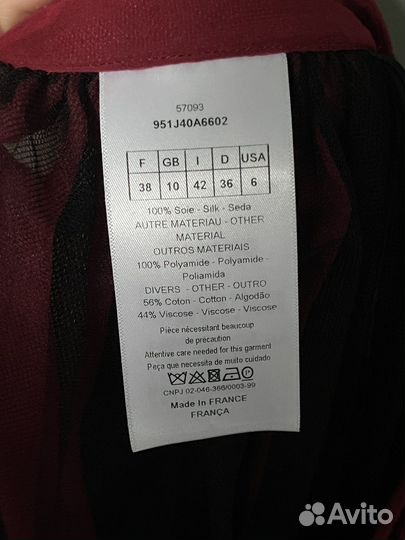 57093
951J40A6602
F GB I D USA
38 10 42 36 6
100% Soie - Silk - Seda
AUTRE MATERIAU - OTHER
MATERIAL
OUTROS MATERIAIS
100% Polyamide - Polyamide -
Poliamida
DIVERS - OTHER - OUTRO
56% Coton - Cotton - Algodão
44% Viscose - Viscose - Viscose
Pièce nécessitant beaucoup
de précaution
Attentive care needed for this garment
Peça que necessita de muito cuidado
CNPJ 02-046-366/0003-99
Made In FRANCE
FRANÇA
Avito